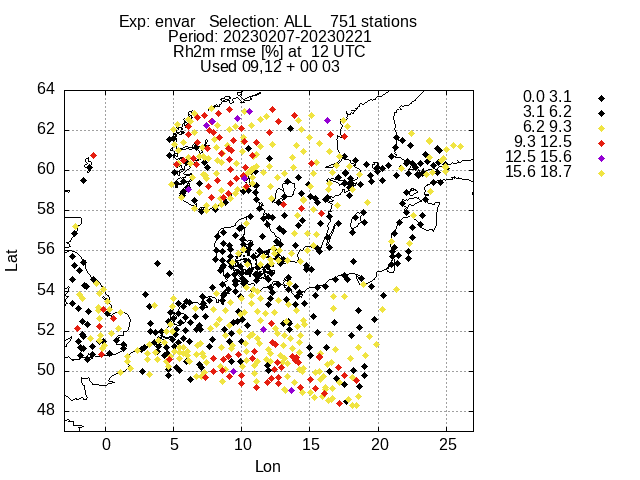 Exp: envar   Selection: ALL    751 stations
Period: 20230207-20230221
Rh2m rmse [%] at  12 UTC
Used 09,12 + 00 03
64
62
60
58
56
54
52
50
48
Lat
0 5 10 15 20 25
Lon
0.0 3.1
3.1 6.2
6.2 9.3
9.3 12.5
12.5 15.6
15.6 18.7